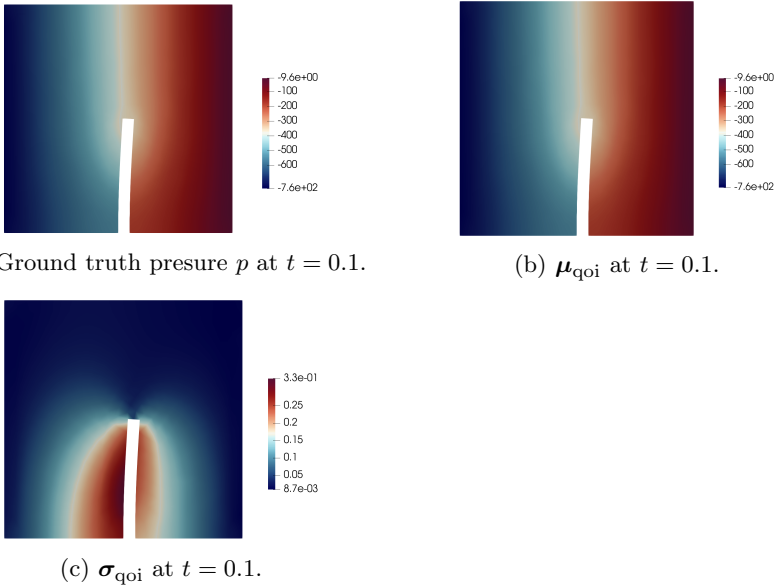 -9.6e+00
-100
-200
-300
-400
-500
-600
-7.6e+02
-9.6e+00
-100
-200
-300
-400
-500
-600
-7.6e+02
Ground truth presure p at t = 0.1.
(b) μqoi at t = 0.1.
3.3e-01
0.25
0.2
0.15
0.1
0.05
8.7e-03
(c) σqoi at t = 0.1.